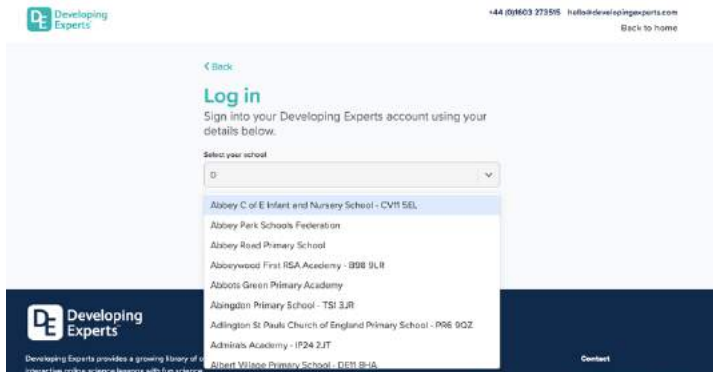 Developing
Experts
+44 (0)1603 273515 hello@developingexperts.com
Back to home
Back
Log in
Sign into your Developing Experts account using your
details below.
Select your school
D
Abbey C of E Infant and Nursery School - CV11 5EL
Abbey Park Schools Federation
Abbey Road Primary School
Abbeywood First RSA Academy - B98 9LR
Abbots Green Primary Academy
Abingdon Primary School - TS1 3JR
Adlington St Pauls Church of England Primary School - PR6 9QZ
Admirals Academy - IP24 2JT
Albert Village Primary School - DE11 8HA
Developing
Experts
Developing Experts provides a growing library of
interactive online science lessons with fun science
Contact